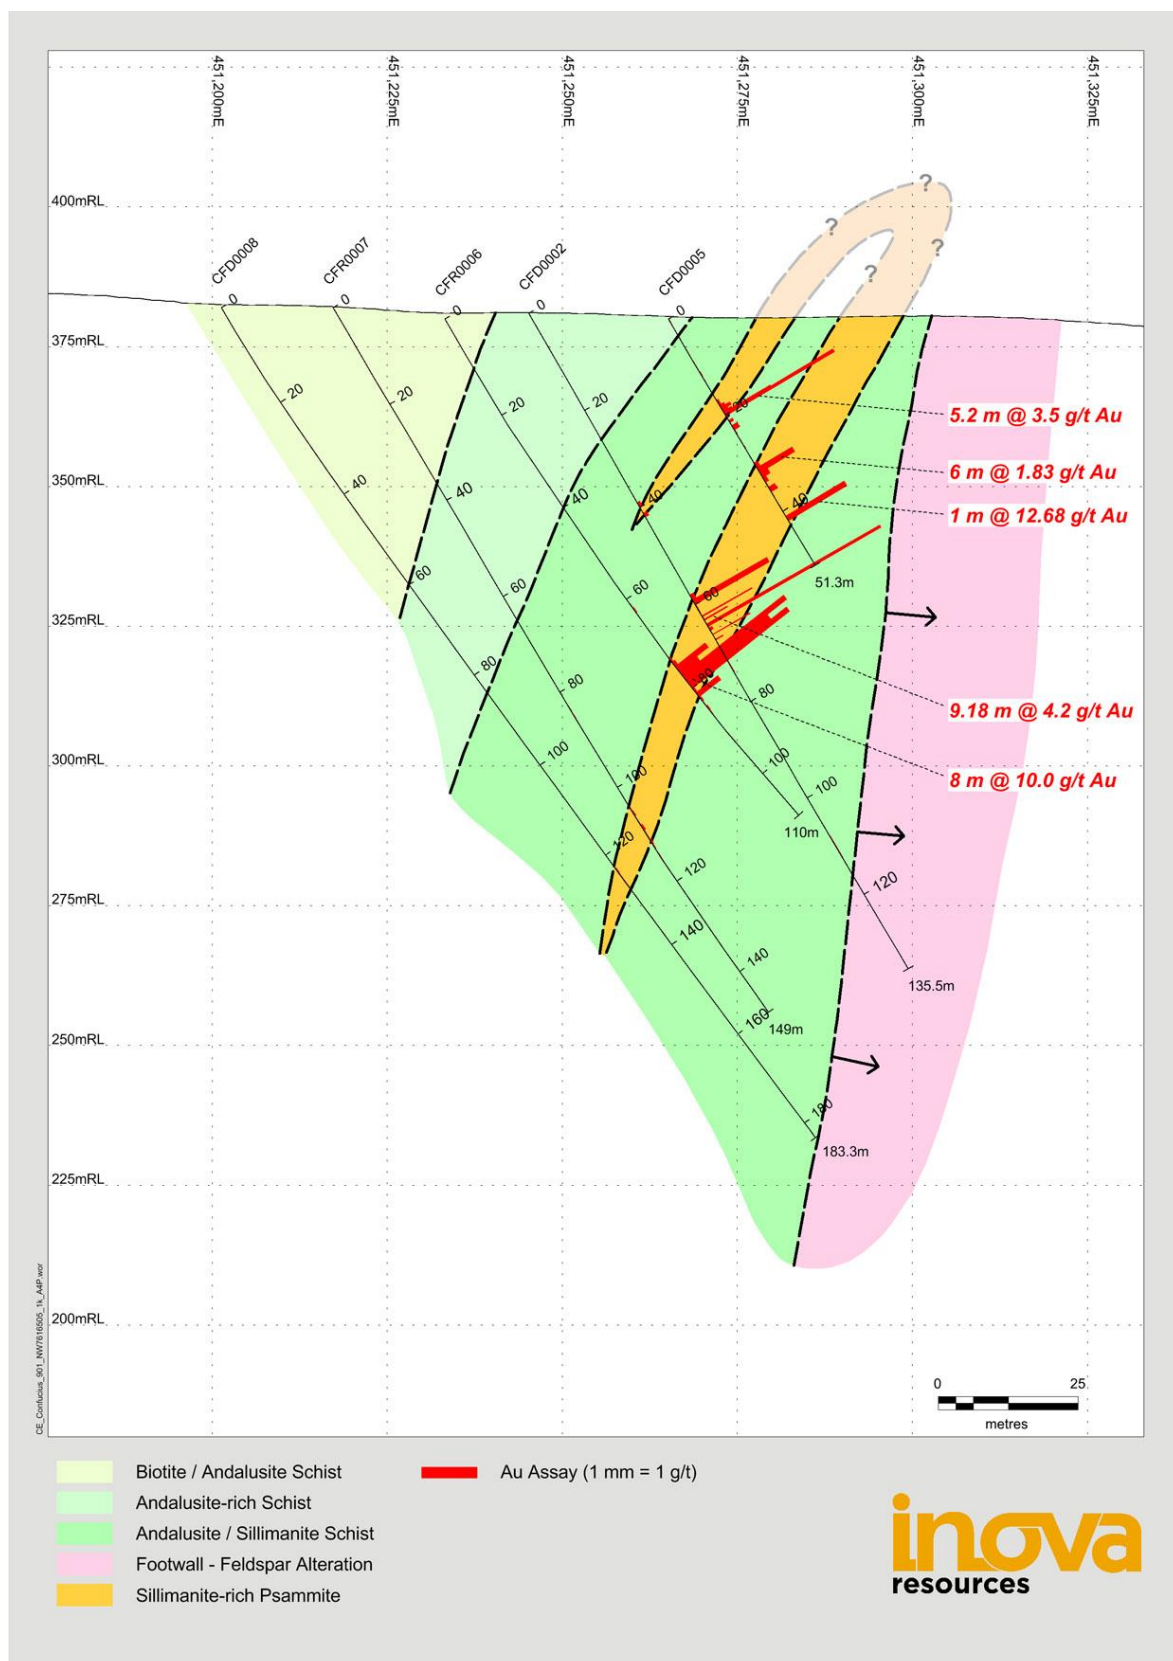 451,200mE
451,225mE
451,250mE
451,275mE
451,300mE
451,325mE
400mRL
375mRL
350mRL
325mRL
300mRL
275mRL
250mRL
225mRL
200mRL
CFD0008
CFR0007
CFR0006
CFD0002
CFD0005
0
20
40
60
80
100
120
140
160
180
183.3m
0
20
40
60
80
100
120
140
149m
0
20
40
60
80
100
110m
0
20
40
60
80
100
120
135.5m
0
20
40
51.3m
?
?
?
?
5.2 m @ 3.5 g/t Au
6 m @ 1.83 g/t Au
1 m @ 12.68 g/t Au
9.18 m @ 4.2 g/t Au
8 m @ 10.0 g/t Au
0 25
metres
CE_Confucius_901_NW7616505_1k_A4P.wor
Biotite / Andalusite Schist
Andalusite-rich Schist
Andalusite / Sillimanite Schist
Footwall - Feldspar Alteration
Sillimanite-rich Psammite
Au Assay (1 mm = 1 g/t)
inova
resources